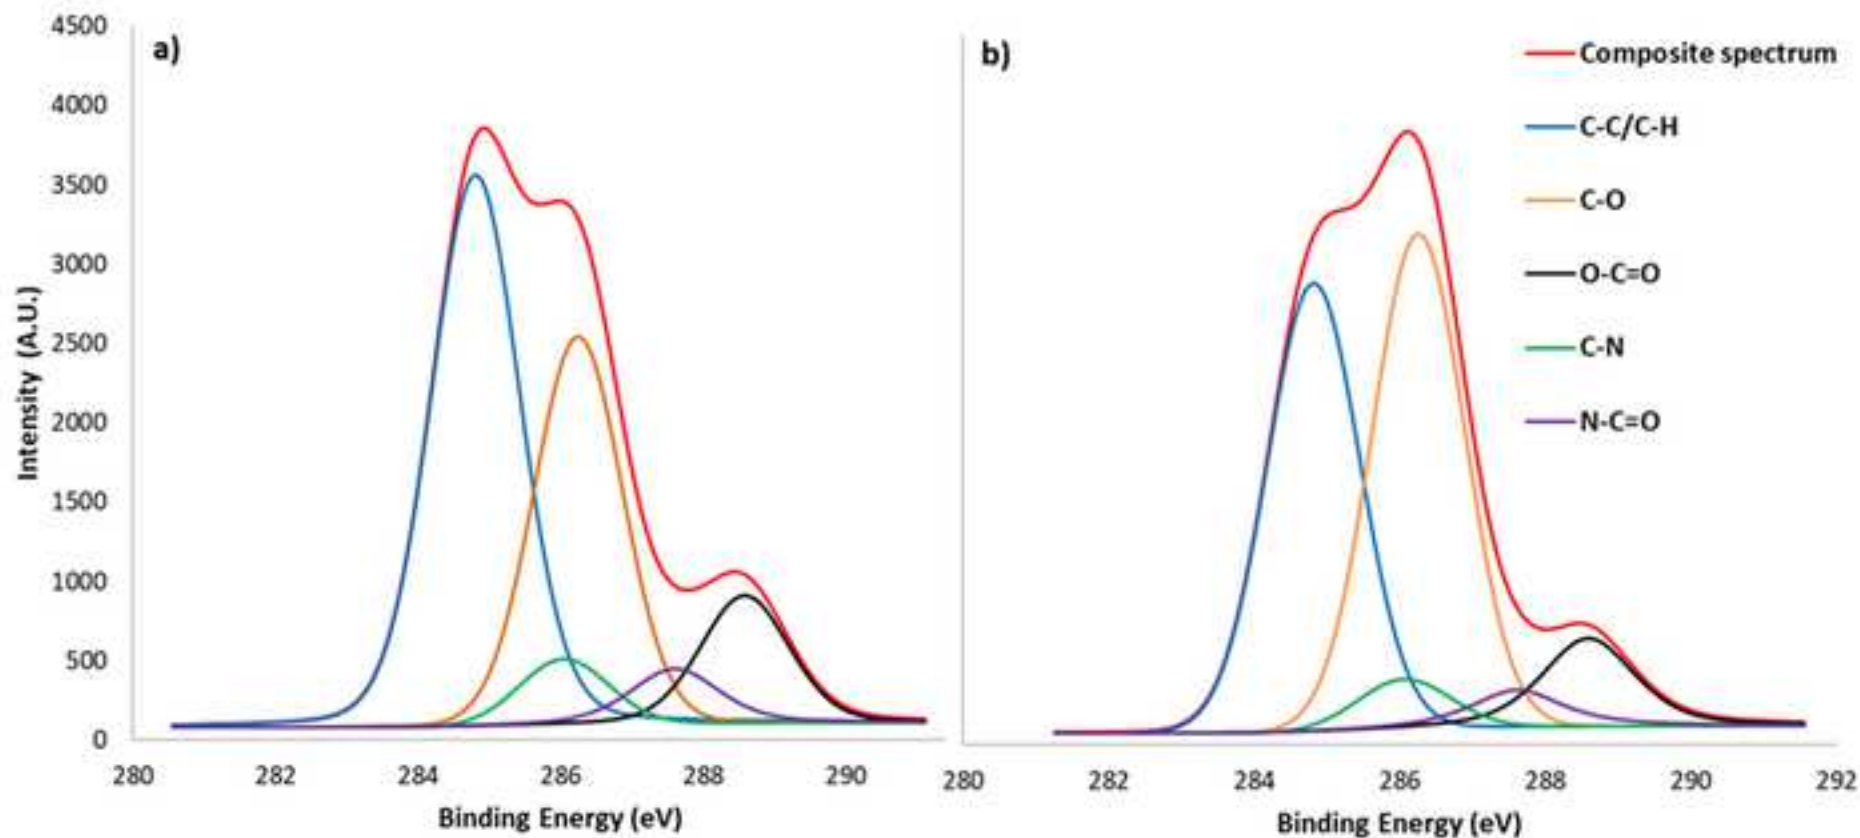 4500
4000
3500
3000
2500
2000
1500
1000
500
0
Intensity (A.U.)
a)
280 282 284 286 288 290
Binding Energy (eV)
b)
Composite spectrum
C-C/C-H
C-O
O-C=O
C-N
N-C=O
280 282 284 286 288 290 292
Binding Energy (eV)